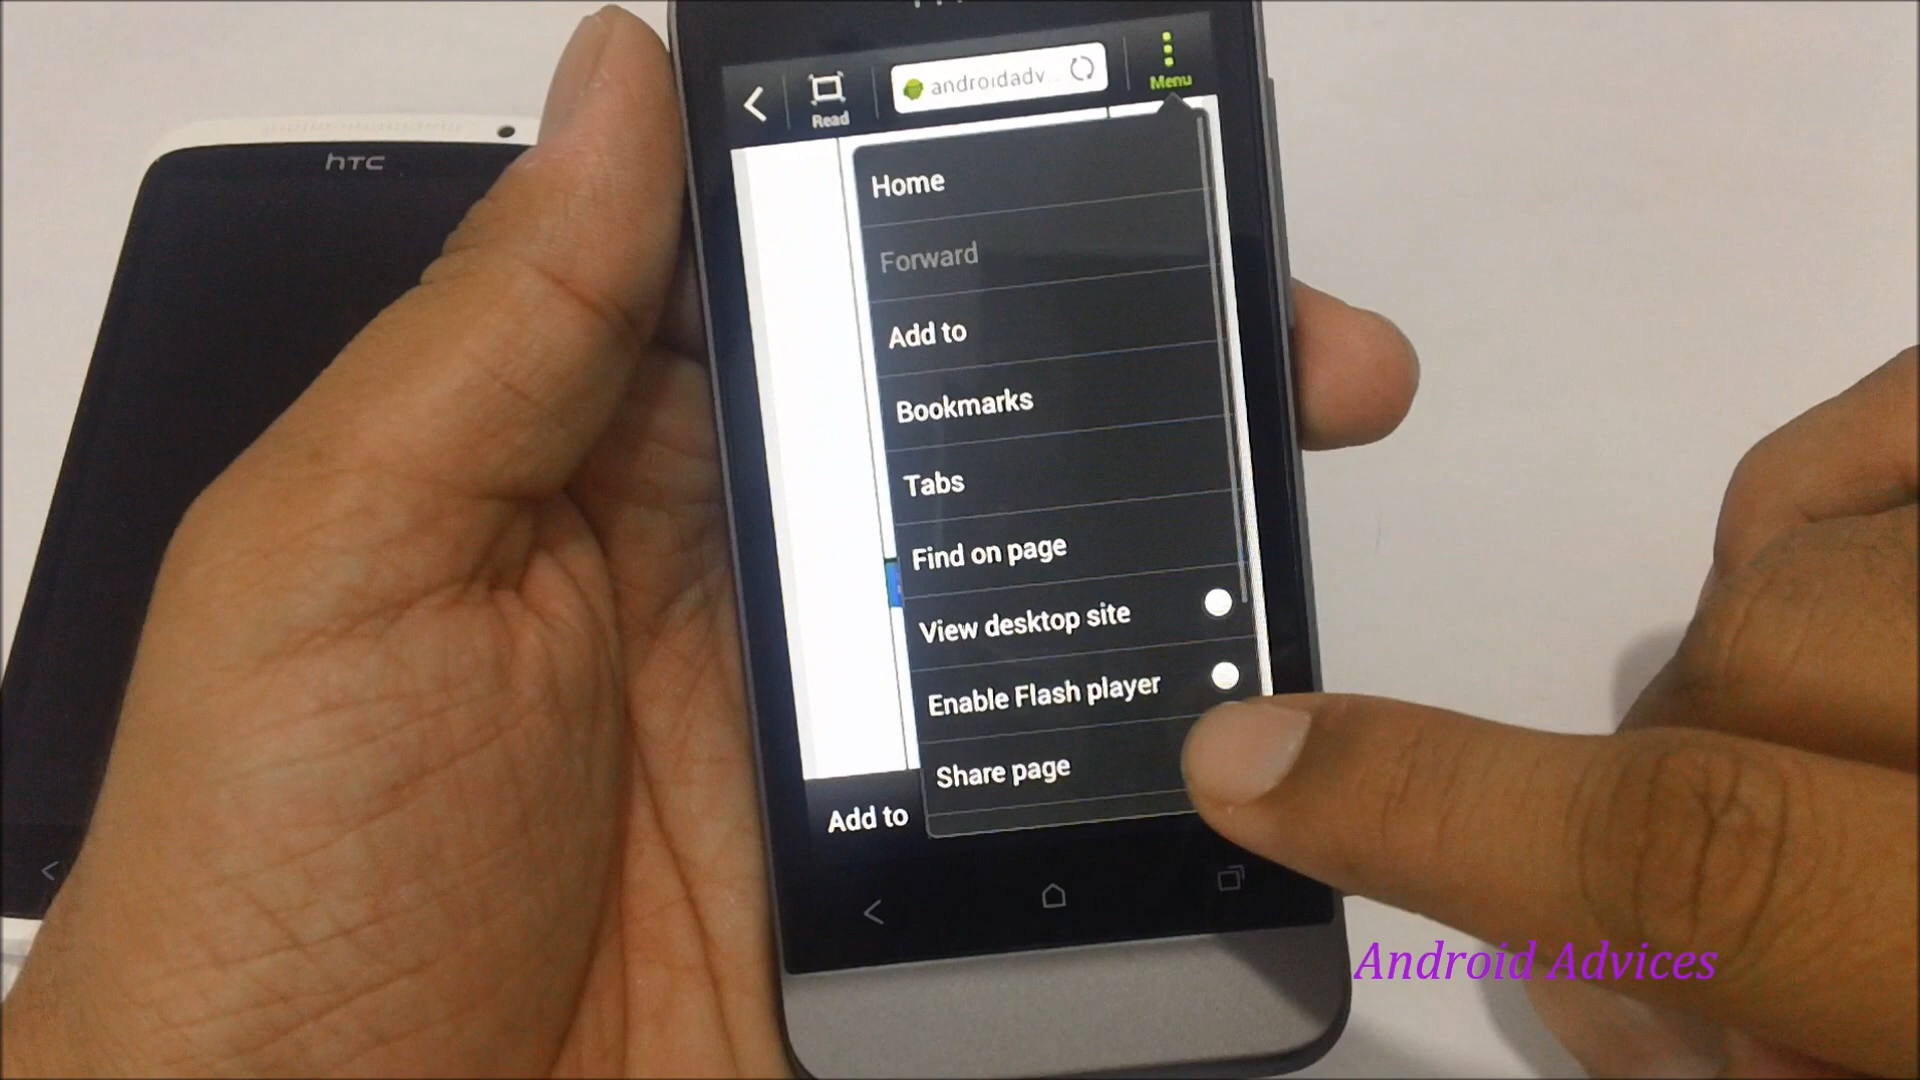 hTC
Read
androidadv
Menu
Home
Forward
Add to
Bookmarks
Tabs
Find on page
View desktop site
Enable Flash player
Share page
Add to
Android Advices